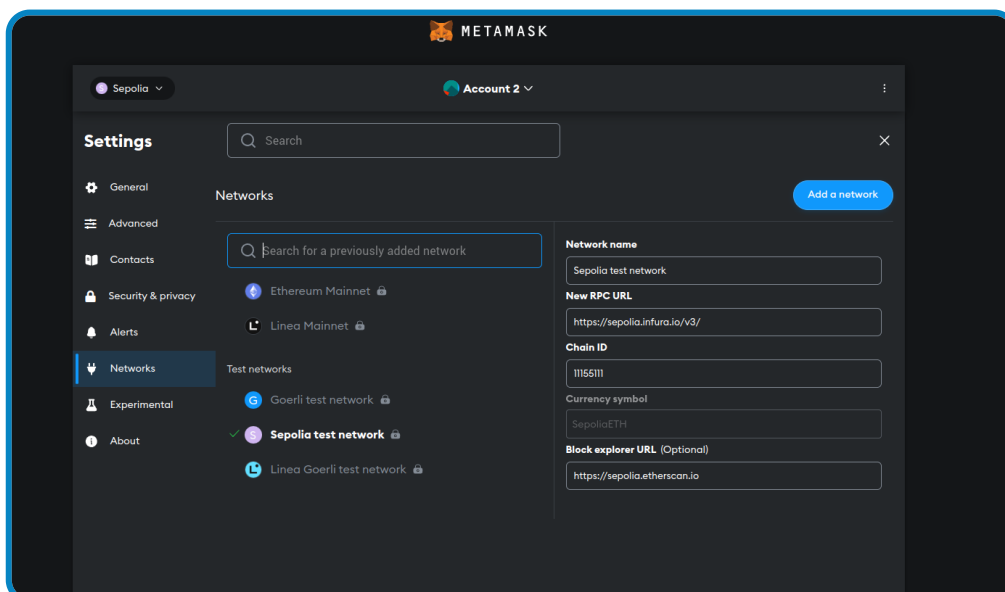 METAMASK
S Sepolia
Account 2
Settings
Search
General
Advanced
Contacts
Security & privacy
Alerts
Networks
Experimental
About
Networks
Add a network
Search for a previously added network
Ethereum Mainnet
L Linea Mainnet
Test networks
G Goerli test network
S Sepolia test network
L Linea Goerli test network
Network name
Sepolia test network
New RPC URL
https://sepolia.infura.io/v3/
Chain ID
11155111
Currency symbol
SepoliaETH
Block explorer URL (Optional)
https://sepolia.etherscan.io